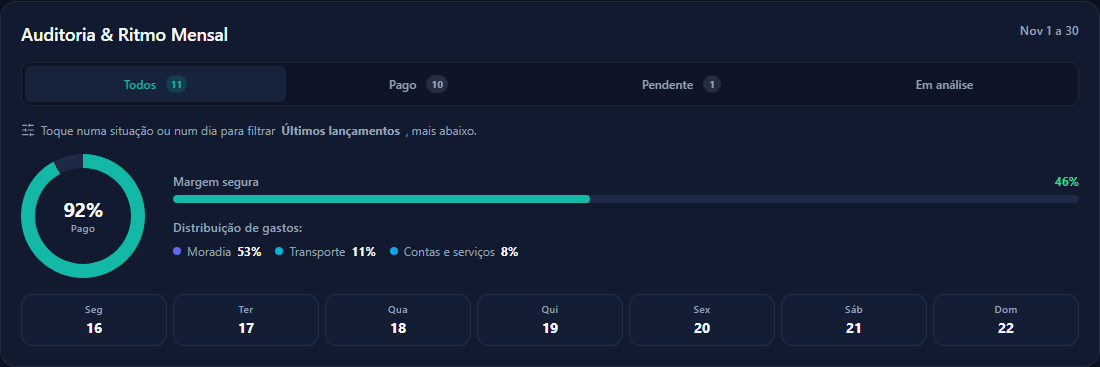 Auditoria & Ritmo Mensal
Nov 1 a 30
Todos 11
Pago 10
Pendente 1
Em análise
Toque numa situação ou num dia para filtrar Últimos lançamentos , mais abaixo.
92%
Pago
Margem segura
46%
Distribuição de gastos:
Moradia 53% Transporte 11% Contas e serviços 8%
Seg
16
Ter
17
Qua
18
Qui
19
Sex
20
Sáb
21
Dom
22